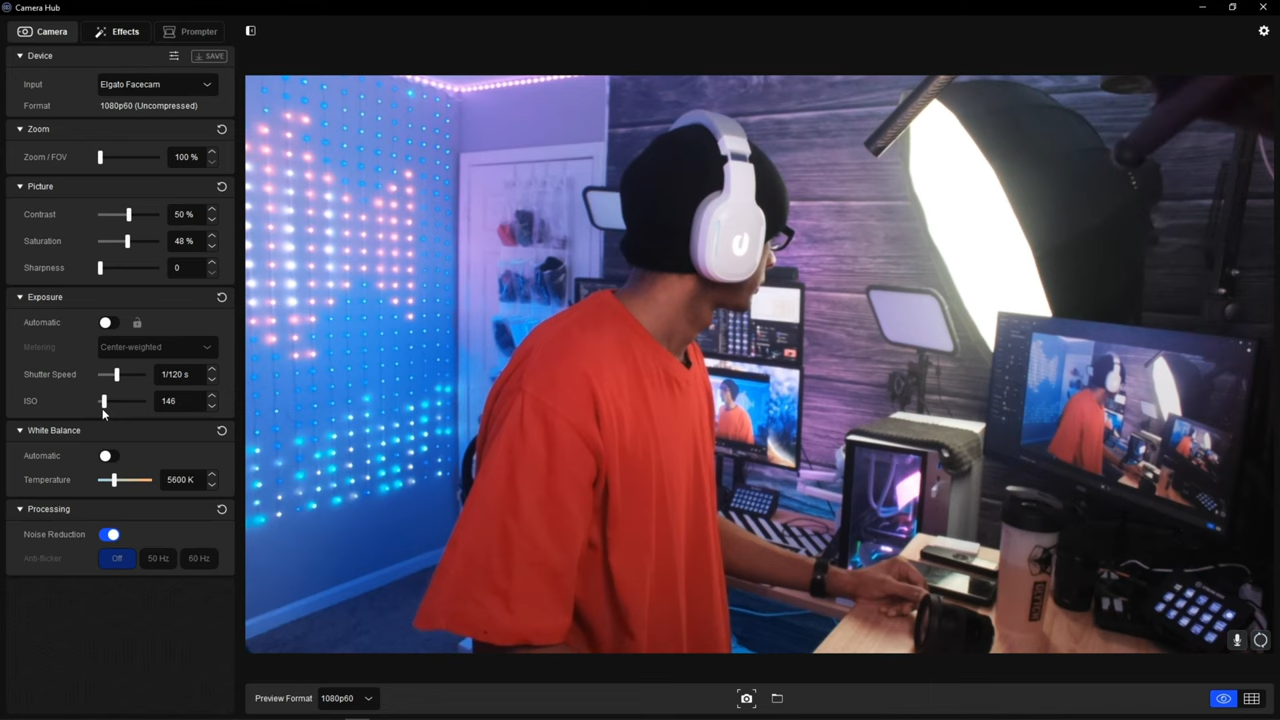 Camera Hub
Camera
Effects
Prompter
Device
SAVE
Input
Elgato Facecam
Format
1080p60 (Uncompressed)
Zoom
Zoom / FOV
100 %
Picture
Contrast
50 %
Saturation
48 %
Sharpness
0
Exposure
Automatic
Metering
Center-weighted
Shutter Speed
1/120 s
ISO
146
White Balance
Automatic
Temperature
5600 K
Processing
Noise Reduction
Anti-flicker
Off
50 Hz
60 Hz
GLYTCH
Preview Format
1080p60